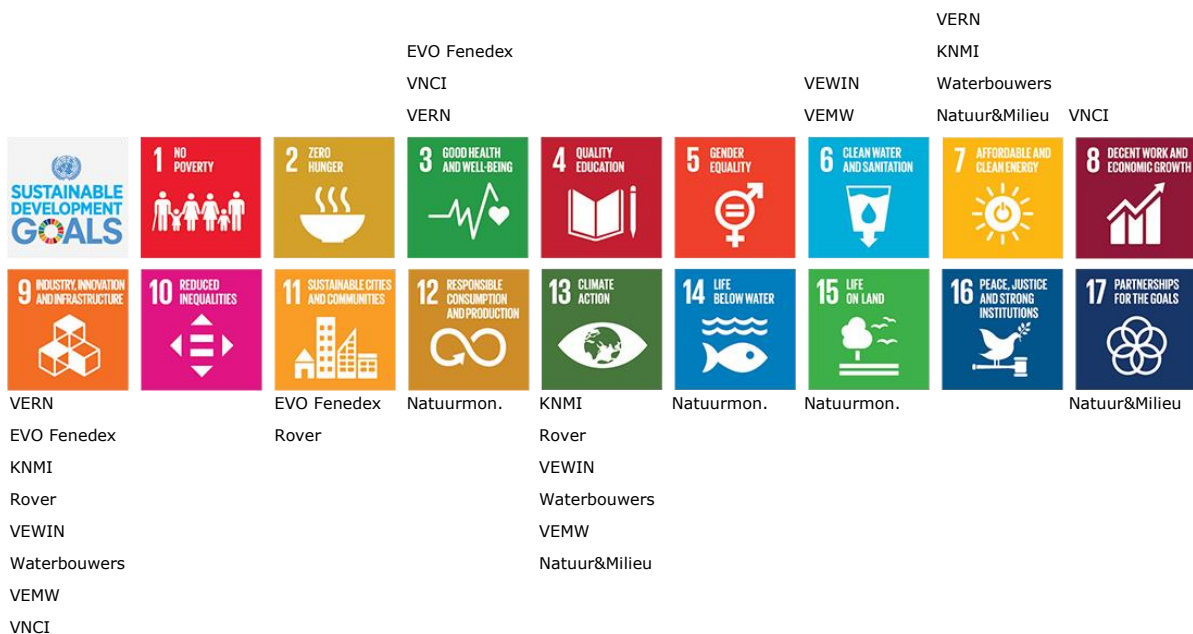 VERN
EVO Fenedex
KNMI
VNCI
VEWIN
Waterbouwers
VERN
VEMW
Natuur&Milieu
VNCI
SUSTAINABLE
DEVELOPMENT
GOALS
1 NO
POVERTY
2 ZERO
HUNGER
3 GOOD HEALTH
AND WELL-BEING
4 QUALITY
EDUCATION
5 GENDER
EQUALITY
6 CLEAN WATER
AND SANITATION
7 AFFORDABLE AND
CLEAN ENERGY
8 DECENT WORK AND
ECONOMIC GROWTH
9 INDUSTRY, INNOVATION
AND INFRASTRUCTURE
10 REDUCED
INEQUALITIES
11 SUSTAINABLE CITIES
AND COMMUNITIES
12 RESPONSIBLE
CONSUMPTION
AND PRODUCTION
13 CLIMATE
ACTION
14 LIFE
BELOW WATER
15 LIFE
ON LAND
16 PEACE, JUSTICE
AND STRONG
INSTITUTIONS
17 PARTNERSHIPS
FOR THE GOALS
VERN
EVO Fenedex
KNMI
Rover
VEWIN
Waterbouwers
VEMW
VNCI
EVO Fenedex
Rover
Natuurmon.
KNMI
Rover
VEWIN
Waterbouwers
VEMW
Natuur&Milieu
Natuurmon.
Natuurmon.
Natuur&Milieu